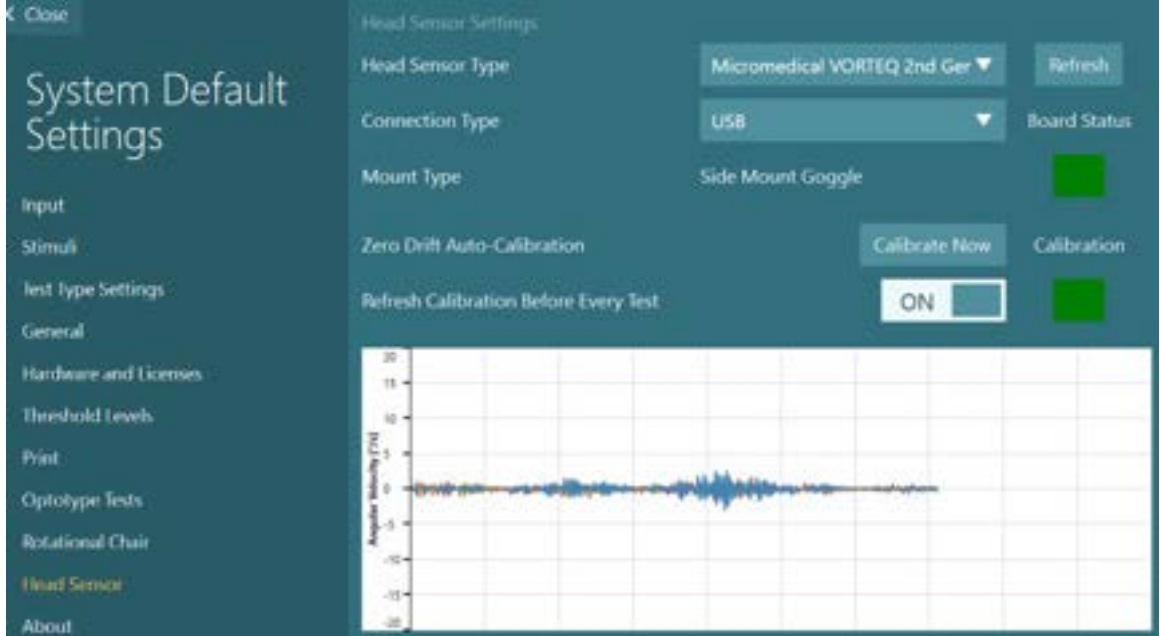 Close
System Default
Settings
Input
Stimuli
Test Type Settings
General
Hardware and Licenses
Threshold Levels
Print
Optotype Tests
Rotational Chair
Head Sensor
About
Head Sensor Settings
Head Sensor Type
Micromedical VORTEQ 2nd Ger
Refresh
Connection Type
USB
Board Status
Mount Type
Side Mount Goggle
Zero Drift Auto-Calibration
Calibrate Now
Calibration
Refresh Calibration Before Every Test
ON
Angular Velocity (°/s)
20
15
10
5
0
-5
-10
-15
-20